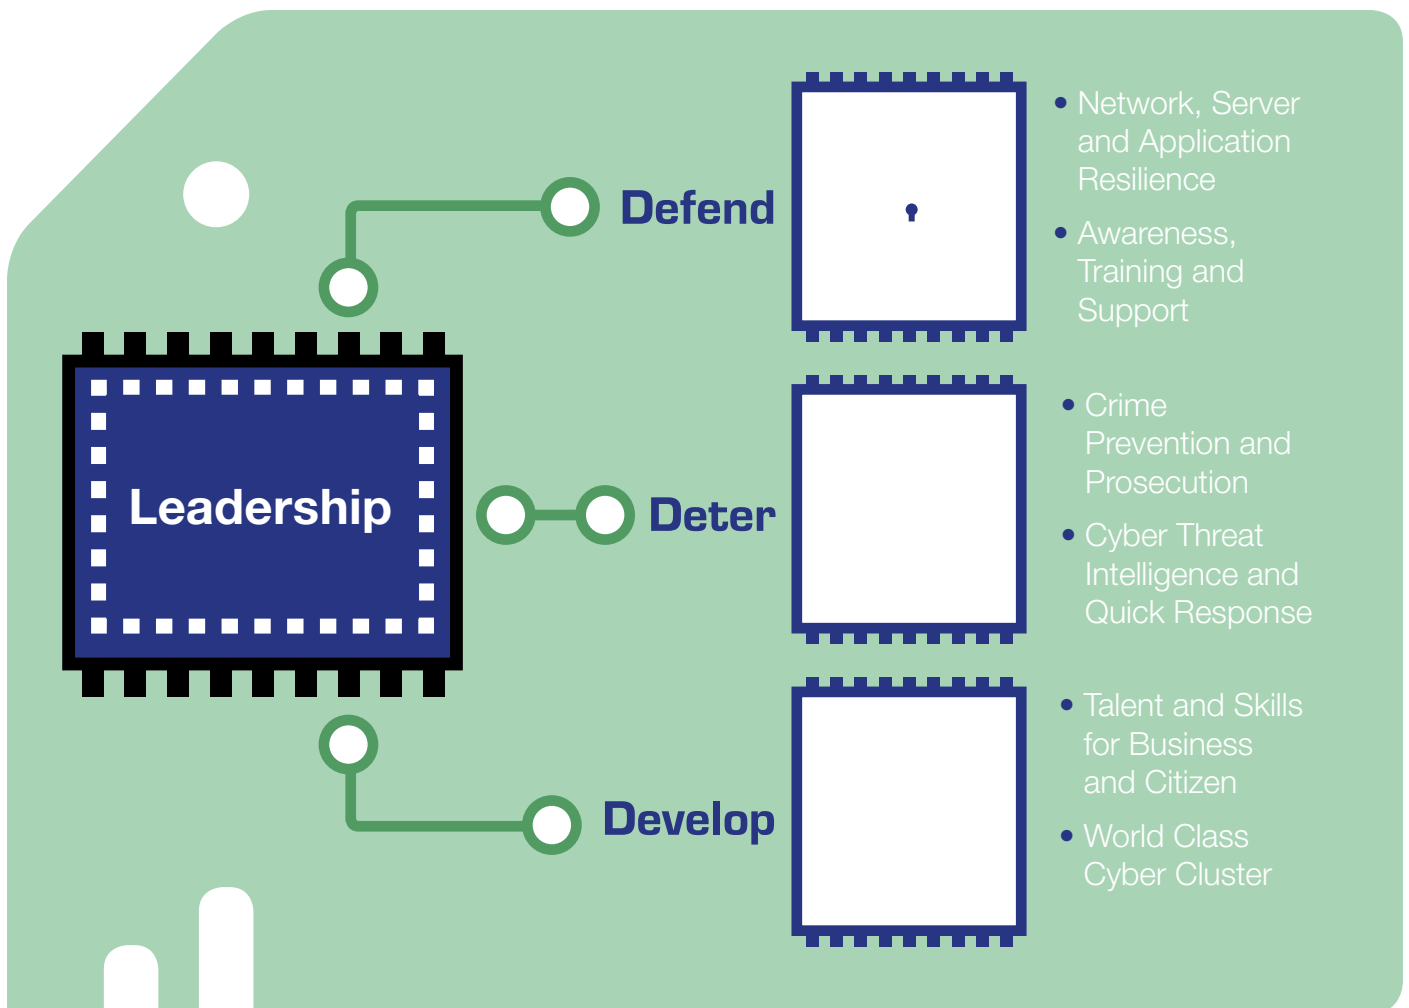 Leadership
Defend
• Network, Server
and Application
Resilience
• Awareness,
Training and
Support
Deter
• Crime
Prevention and
Prosecution
• Cyber Threat
Intelligence and
Quick Response
Develop
• Talent and Skills
for Business
and Citizen
• World Class
Cyber Cluster